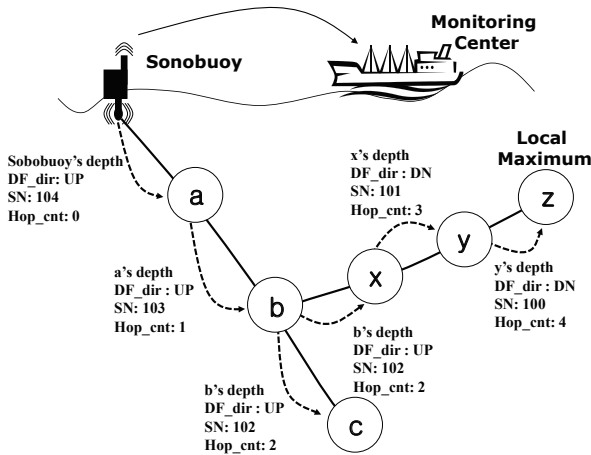 Monitoring
Center
Sonobuoy
Sobobuoy's depth
DF_dir: UP
SN: 104
Hop_cnt: 0
a
a's depth
DF_dir : UP
SN: 103
Hop_cnt: 1
b
b's depth
DF_dir : UP
SN: 102
Hop_cnt: 2
c
b's depth
DF_dir : UP
SN: 102
Hop_cnt: 2
x
x's depth
DF_dir : DN
SN: 101
Hop_cnt: 3
y
y's depth
DF_dir : DN
SN: 100
Hop_cnt: 4
Local
Maximum
z